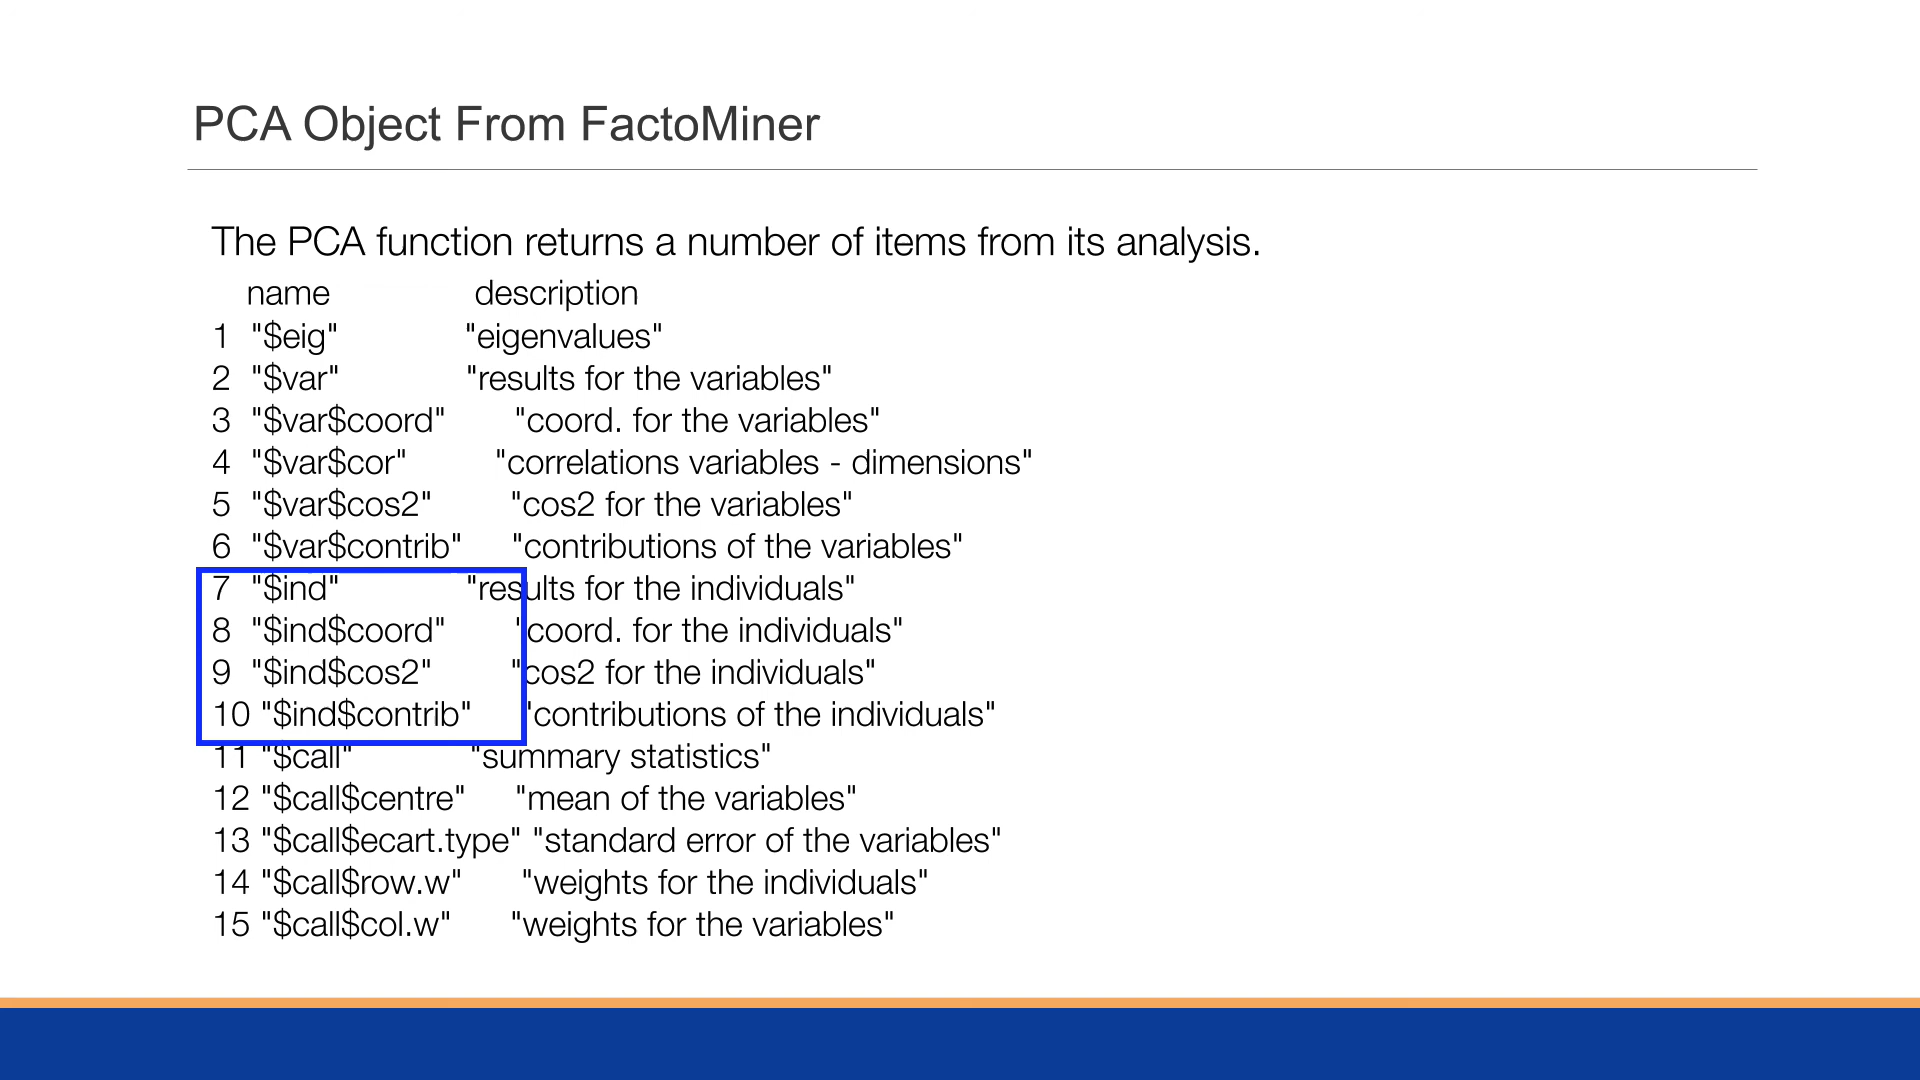 PCA Object From FactoMiner
The PCA function returns a number of items from its analysis.
name description
1 "$eig" "eigenvalues"
2 "$var" "results for the variables"
3 "$var$coord" "coord. for the variables"
4 "$var$cor" "correlations variables - dimensions"
5 "$var$cos2" "cos2 for the variables"
6 "$var$contrib" "contributions of the variables"
7 "$ind" "results for the individuals"
8 "$ind$coord" "coord. for the individuals"
9 "$ind$cos2" "cos2 for the individuals"
10 "$ind$contrib" "contributions of the individuals"
11 "$call" "summary statistics"
12 "$call$centre" "mean of the variables"
13 "$call$ecart.type" "standard error of the variables"
14 "$call$row.w" "weights for the individuals"
15 "$call$col.w" "weights for the variables"